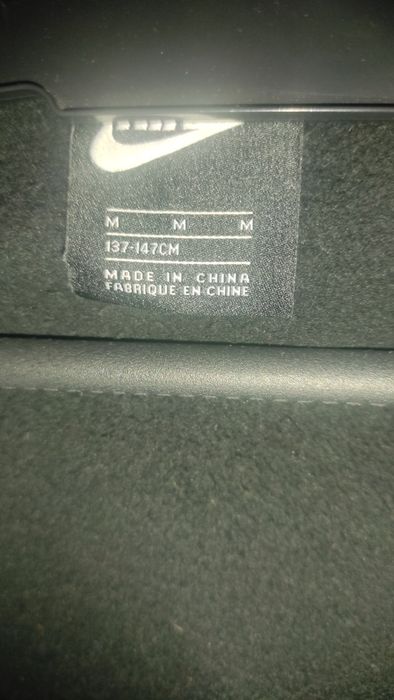 M M M
137-147CM
MADE IN CHINA
FABRIQUE EN CHINE